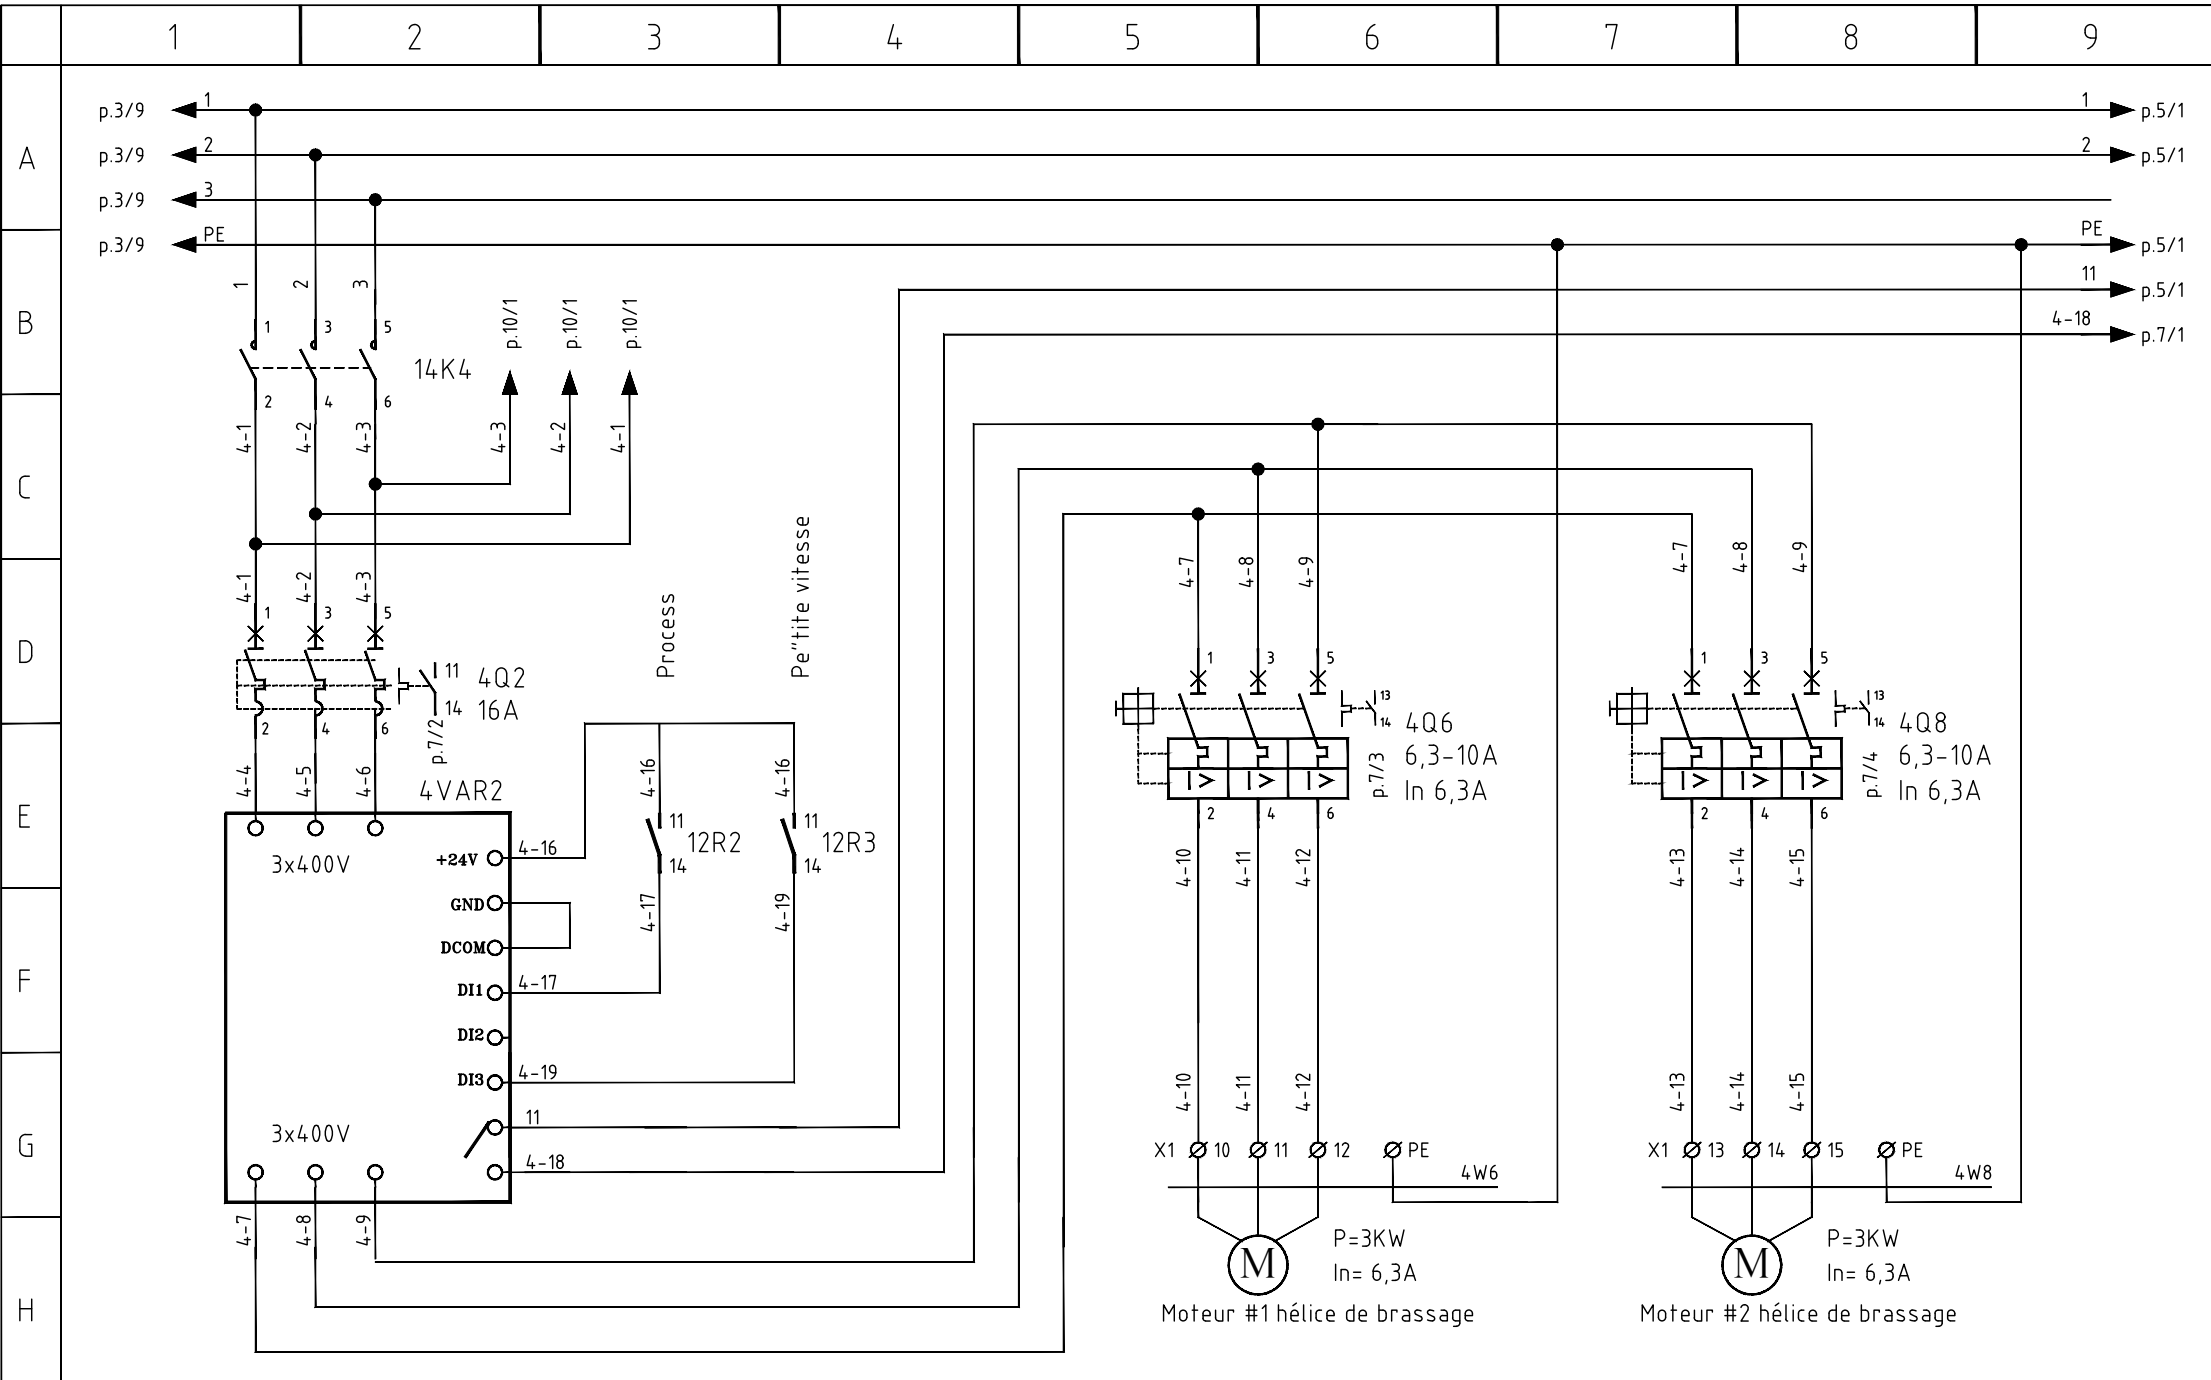 1 2 3 4 5 6 7 8 9
A
B
C
D
E
F
G
H
p.3/9 1 1 p.5/1
p.3/9 2 2 p.5/1
p.3/9 3
p.3/9 PE PE p.5/1
11 p.5/1
4-18 p.7/1
1 2 3
1 3 5
14K4
2 4 6
p.10/1 p.10/1 p.10/1
4-1 4-2 4-3
4-3 4-2 4-1
4-1 4-2 4-3
1 3 5
11
14
4Q2
16A
p.7/2
2 4 6
4-4 4-5 4-6
4VAR2
Process
Pe"tite vitesse
4-16 4-16
11
14
12R2
11
14
12R3
4-17 4-19
3x400V
+24V 4-16
GND
DCOM
DI1 4-17
DI2
DI3 4-19
11
3x400V
4-18
4-7 4-8 4-9
4-7 4-8 4-9
1 3 5
13
14
4Q6
6,3-10A
In 6,3A
p.7/3
I> I> I>
2 4 6
4-10 4-11 4-12
4-10 4-11 4-12
X1 10 11 12 PE
4W6
M
P=3KW
In= 6,3A
Moteur #1 hélice de brassage
4-7 4-8 4-9
1 3 5
13
14
4Q8
6,3-10A
In 6,3A
p.7/4
I> I> I>
2 4 6
4-13 4-14 4-15
4-13 4-14 4-15
X1 13 14 15 PE
4W8
M
P=3KW
In= 6,3A
Moteur #2 hélice de brassage